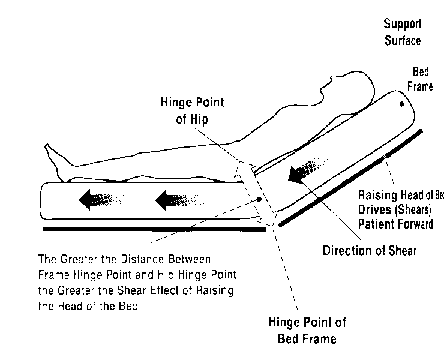 Support
Surface
Bed
Frame
Hinge Point
of Hip
Raising Head of
Drives (Shears)
Patient Forward
Direction of Shear
The Greater the Distance Between
Frame Hinge Point and Hip Hinge Point
the Greater the Shear Effect of Raising
the Head of the Bed
Hinge Point of
Bed Frame